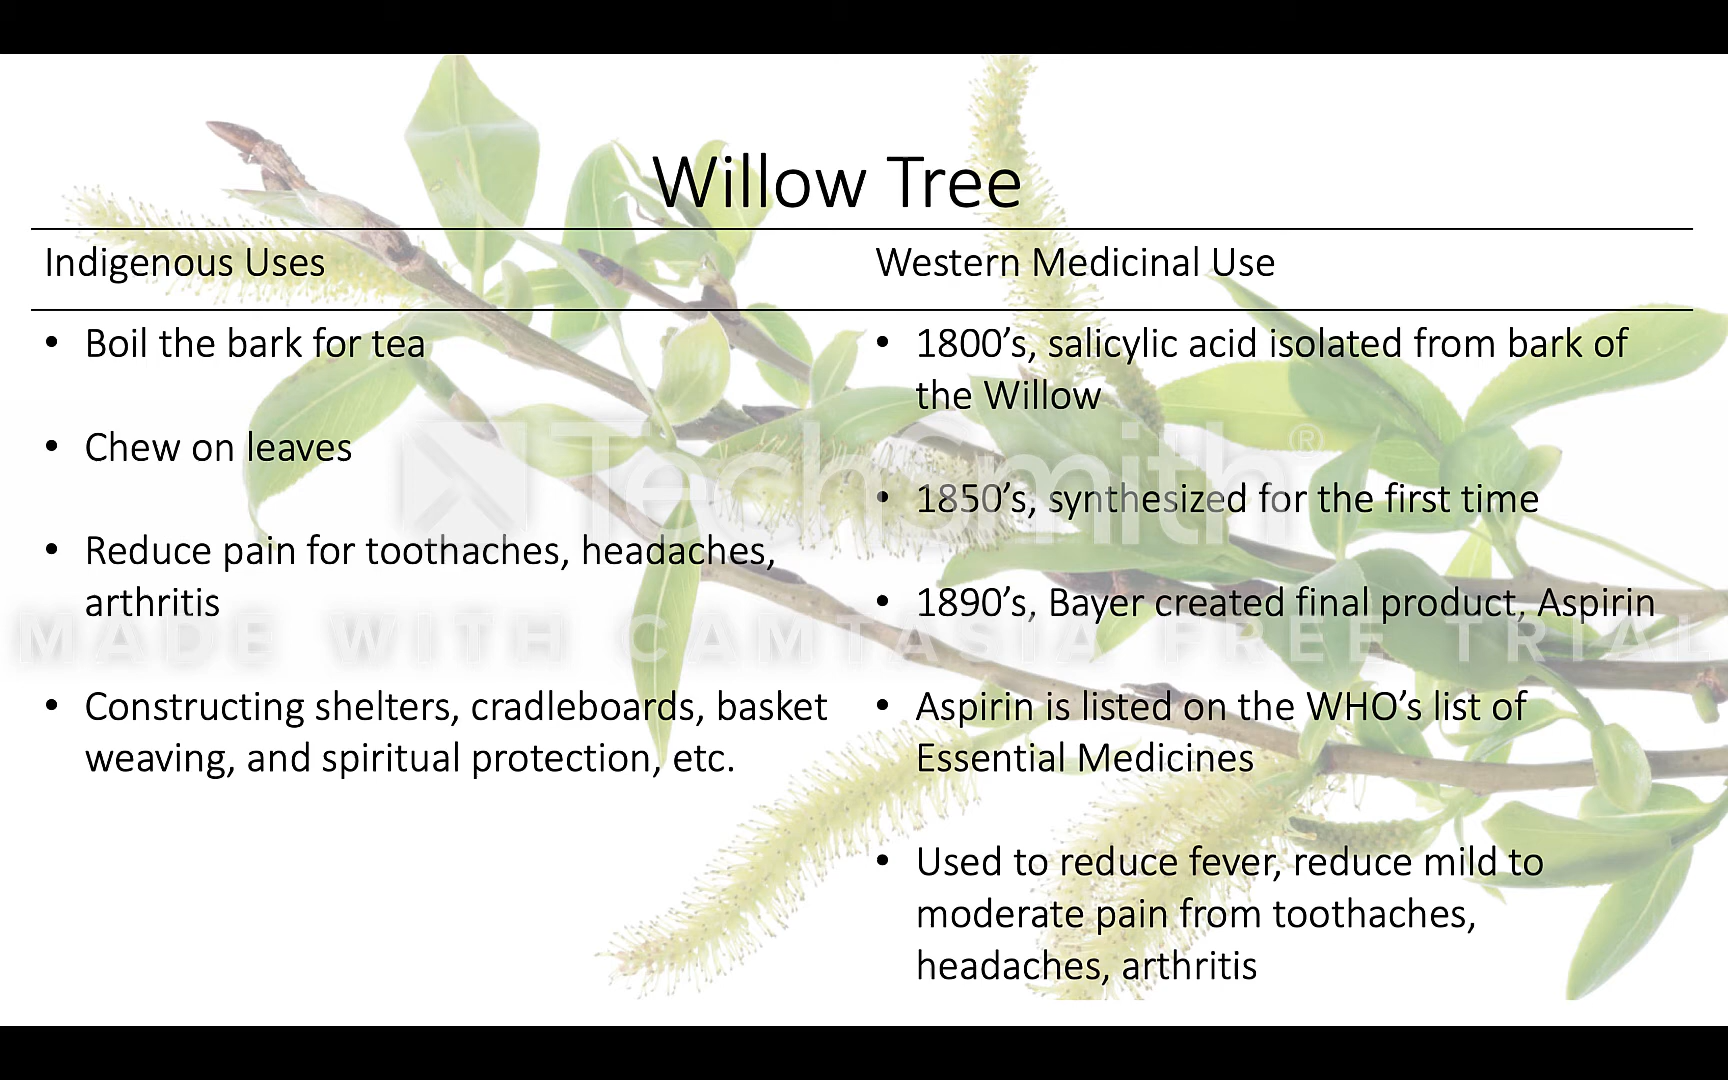 Willow Tree
Indigenous Uses
• Boil the bark for tea
• Chew on leaves
• Reduce pain for toothaches, headaches,
arthritis
• Constructing shelters, cradleboards, basket
weaving, and spiritual protection, etc.
Western Medicinal Use
• 1800’s, salicylic acid isolated from bark of
the Willow
• 1850’s, synthesized for the first time
• 1890’s, Bayer created final product, Aspirin
• Aspirin is listed on the WHO’s list of
Essential Medicines
• Used to reduce fever, reduce mild to
moderate pain from toothaches,
headaches, arthritis
TechSmith®
MADE WITH CAMTASIA FREE TRIAL